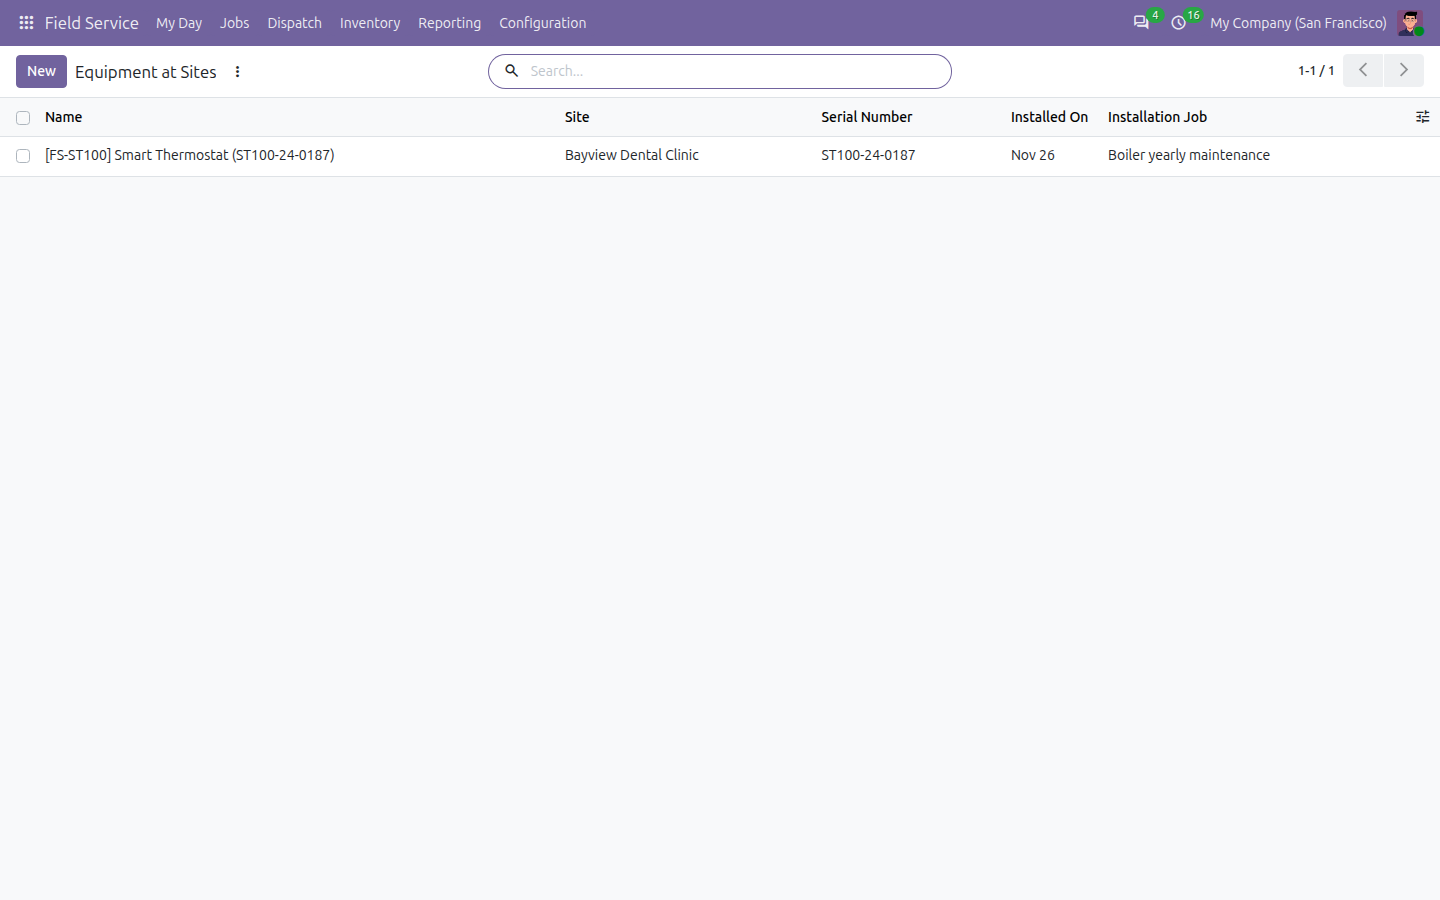 Field Service My Day Jobs Dispatch Inventory Reporting Configuration 4 16 My Company (San Francisco)
New Equipment at Sites Search... 1-1 / 1
Name Site Serial Number Installed On Installation Job
[FS-ST100] Smart Thermostat (ST100-24-0187) Bayview Dental Clinic ST100-24-0187 Nov 26 Boiler yearly maintenance